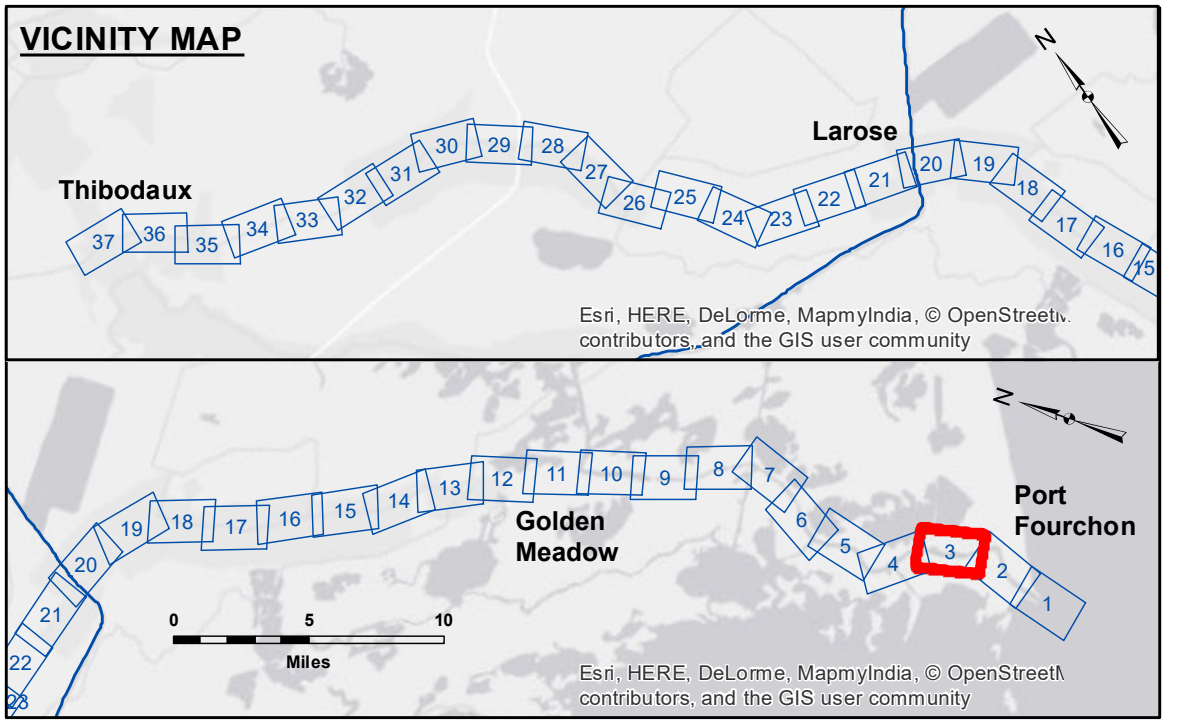 VICINITY MAP
N
Larose
Thibodaux
37 36 35 34 33 32 31 30 29 28 27 26 25 24 23 22 21 20 19 18 17 16 15
Esri, HERE, DeLorme, MapmyIndia, © OpenStreetM
contributors, and the GIS user community
N
Golden
Meadow
Port
Fourchon
23 22 21 20 19 18 17 16 15 14 13 12 11 10 9 8 7 6 5 4 3 2 1
0 5 10
Miles
Esri, HERE, DeLorme, MapmyIndia, © OpenStreetM
contributors, and the GIS user community